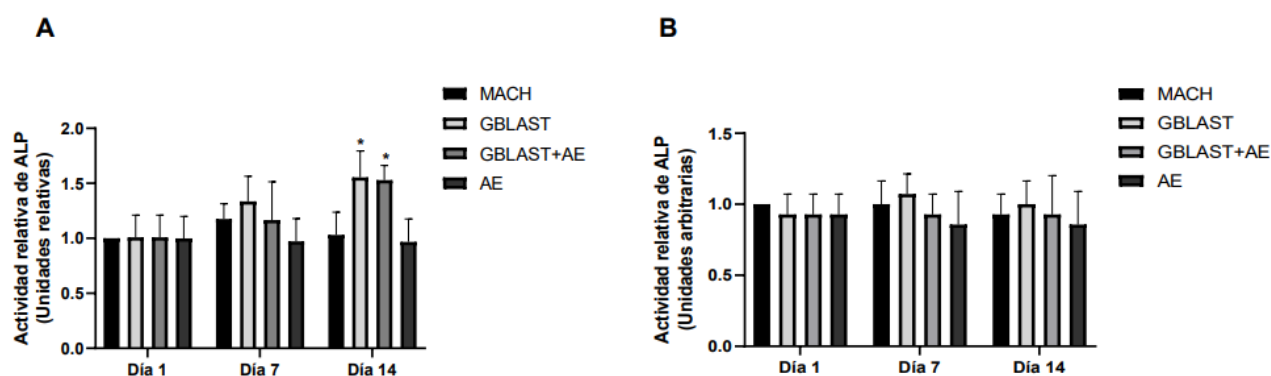 A
MACH
GBLAST
GBLAST+AE
AE
Actividad relativa de ALP
(Unidades relativas)
2.0
1.5
1.0
0.5
0.0
* *
Día 1 Día 7 Día 14
B
MACH
GBLAST
GBLAST+AE
AE
Actividad relativa de ALP
(Unidades arbitrarias)
1.5
1.0
0.5
0.0
Día 1 Día 7 Día 14